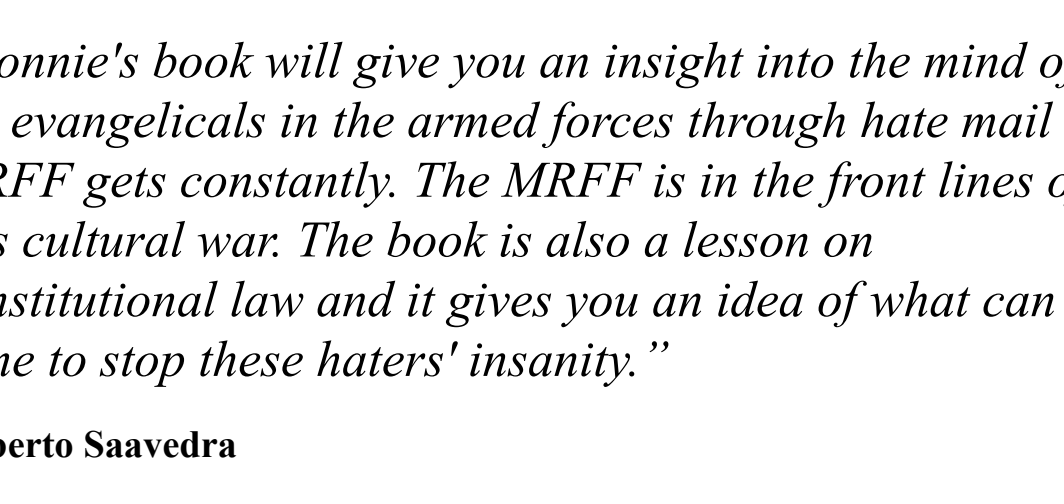 onnie's book will give you an insight into the mind of
evangelicals in the armed forces through hate mail
RFF gets constantly. The MRFF is in the front lines o
s cultural war. The book is also a lesson on
nstitutional law and it gives you an idea of what can
ne to stop these haters' insanity.”
berto Saavedra